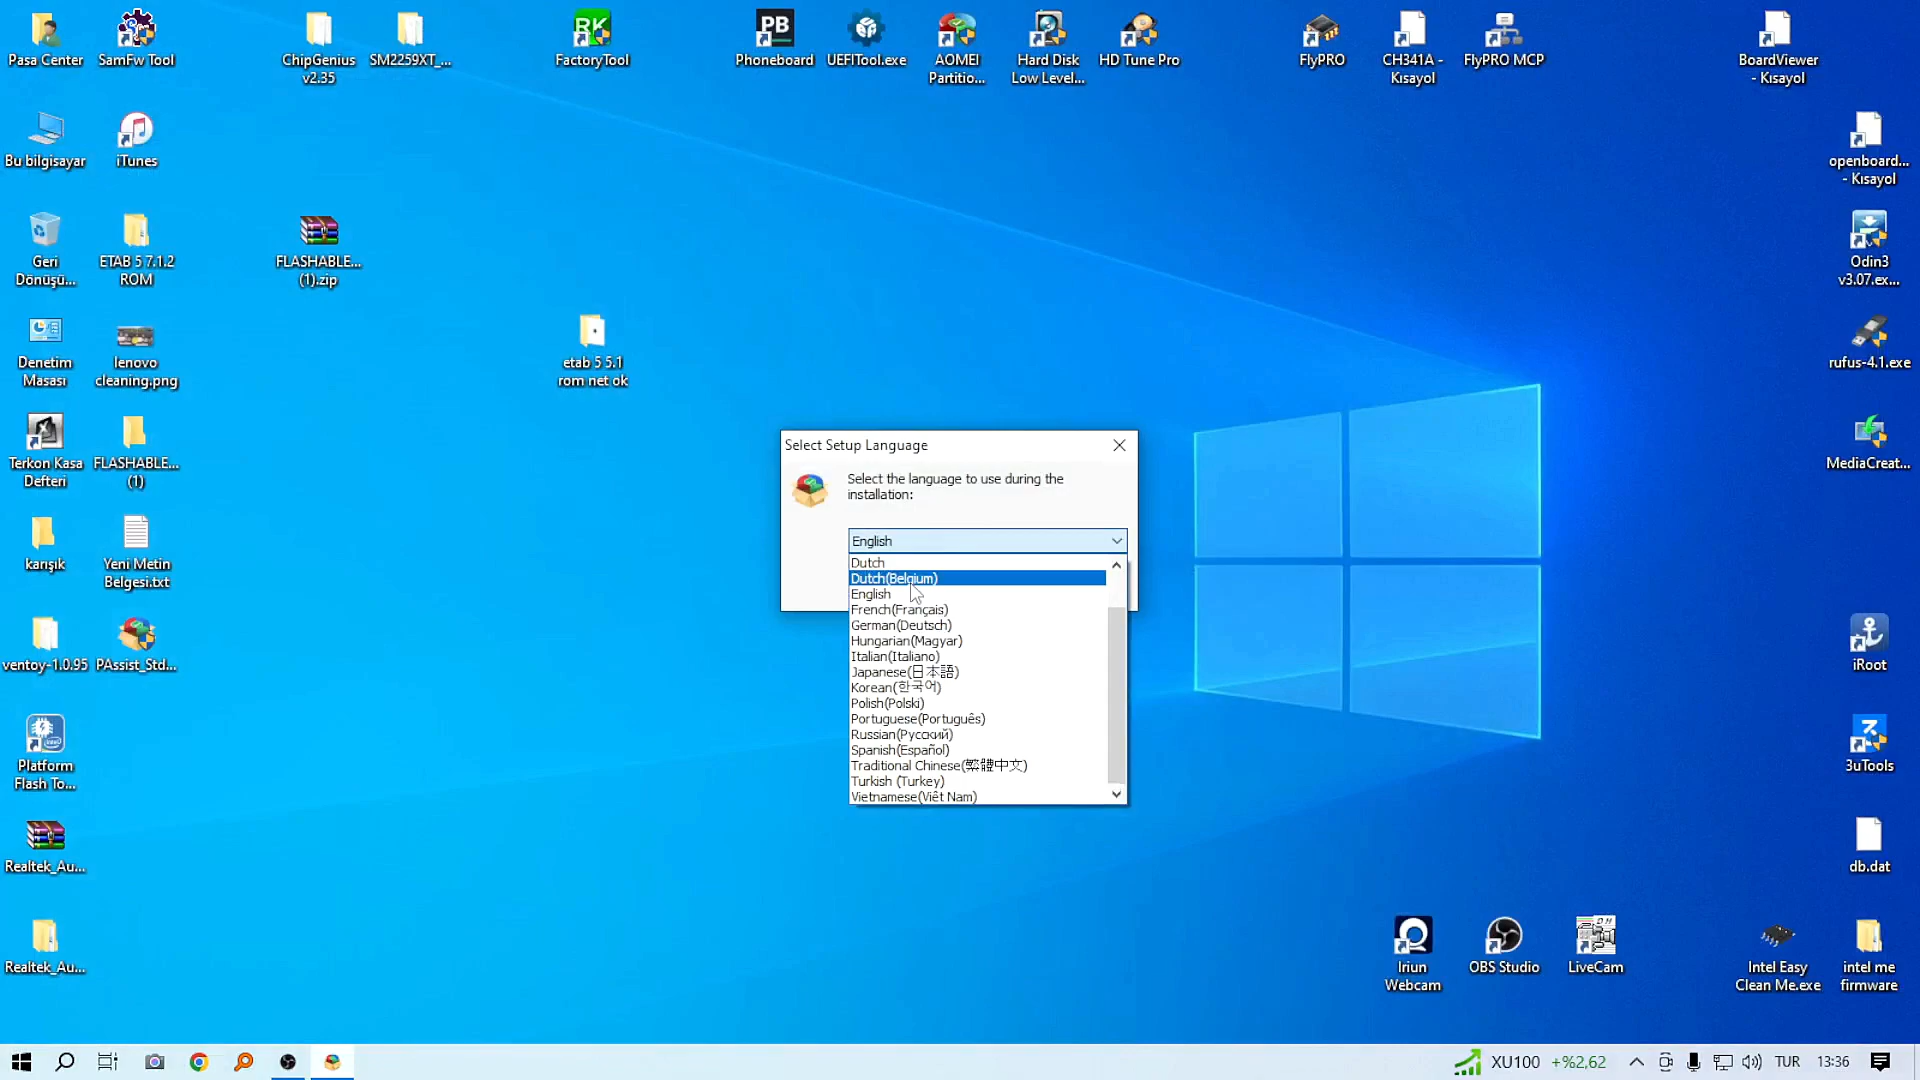 Pasa Center
SamFw Tool
ChipGenius
v2.35
SM2259XT_...
FactoryTool
Phoneboard
UEFITool.exe
AOMEI
Partitio...
Hard Disk
Low Level...
HD Tune Pro
FlyPRO
CH341A -
Kısayol
FlyPRO MCP
BoardViewer
- Kısayol
Bu bilgisayar
iTunes
openboard...
- Kısayol
Geri
Dönüşü...
ETAB 5 7.1.2
ROM
FLASHABLE...
(1).zip
Odin3
v3.07.ex...
Denetim
Masası
lenovo
cleaning.png
etab 5 5.1
rom net ok
rufus-4.1.exe
Terkon Kasa
Defteri
FLASHABLE...
(1)
MediaCreat...
Select Setup Language
Select the language to use during the
installation:
English
Dutch
Dutch(Belgium)
English
French(Français)
German(Deutsch)
Hungarian(Magyar)
Italian(Italiano)
Japanese(日本語)
Korean(한국어)
Polish(Polski)
Portuguese(Português)
Russian(Русский)
Spanish(Español)
Traditional Chinese(繁體中文)
Turkish (Turkey)
Vietnamese(Việt Nam)
karışık
Yeni Metin
Belgesi.txt
ventoy-1.0.95
PAssist_Std...
iRoot
Platform
Flash To...
3uTools
Realtek_Au...
db.dat
Realtek_Au...
Iriun
Webcam
OBS Studio
LiveCam
Intel Easy
Clean Me.exe
intel me
firmware
XU100 +%2,62
TUR
13:36